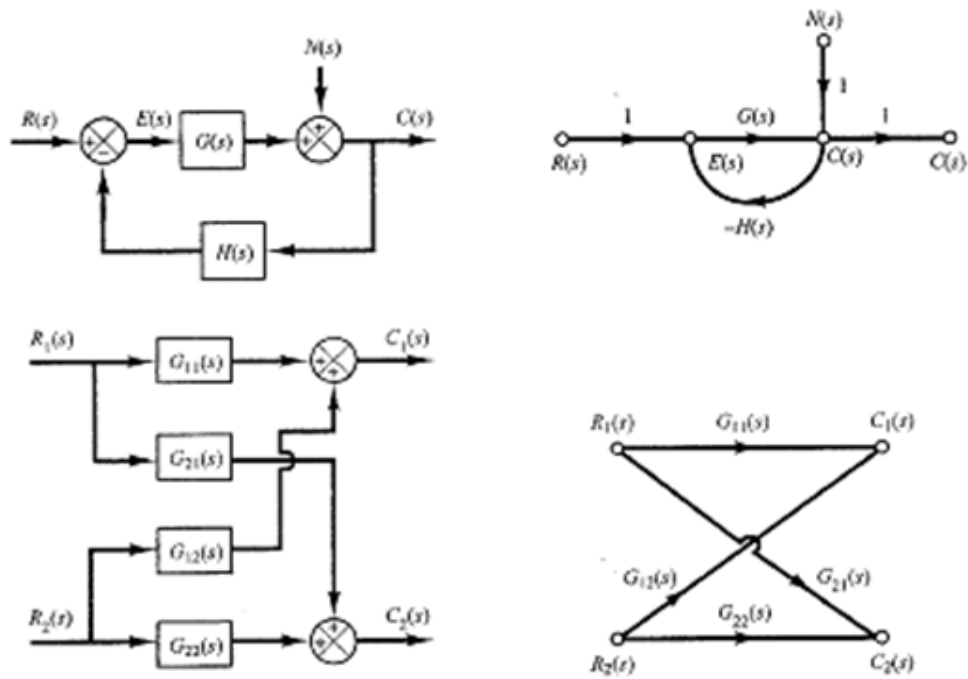 N(s)
R(s) E(s) G(s) C(s)
+ − + +
H(s)
N(s)
1
1 G(s) 1
R(s) E(s) C(s) C(s)
−H(s)
R₁(s) G₁₁(s) C₁(s)
+ +
G₂₁(s)
G₁₂(s)
R₂(s) G₂₂(s) C₂(s)
+ +
R₁(s) G₁₁(s) C₁(s)
G₁₂(s) G₂₁(s)
G₂₂(s)
R₂(s) C₂(s)